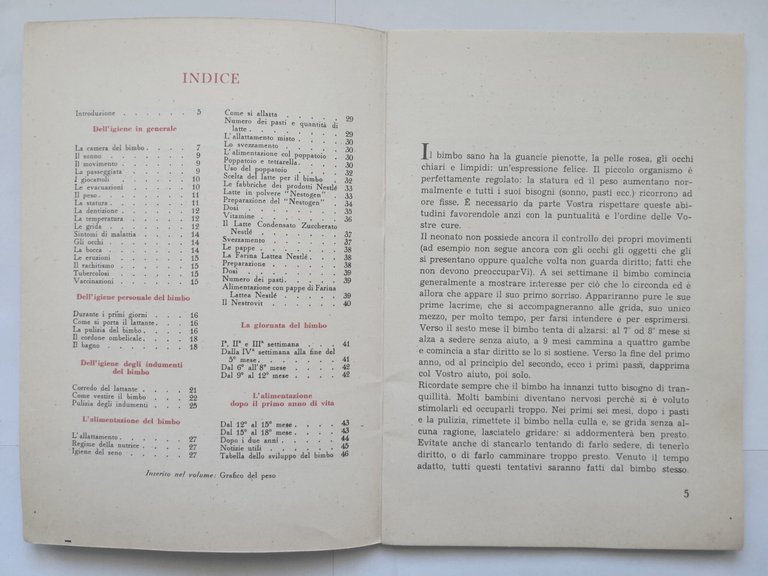 INDICE
Introduzione . . . . . . 5
Dell'igiene in generale
La camera del bimbo . . . . 7
Il sonno . . . . . . 9
Il movimento . . . . . . 9
La passeggiata . . . . . . 9
I giocattoli . . . . . . 10
Le evacuazioni . . . . . . 10
Il peso . . . . . . 11
La statura . . . . . . 11
La dentizione . . . . . . 12
La temperatura . . . . . . 12
Le grida . . . . . . 12
Sintomi di malattia . . . . 14
Gli occhi . . . . . . 14
La bocca . . . . . . 14
Le eruzioni . . . . . . 15
Il rachitismo . . . . . . 15
Tubercolosi . . . . . . 15
Vaccinazioni . . . . . . 15
Dell'igiene personale del bimbo
Durante i primi giorni . . . . 16
Come si porta il lattante . . . 16
La pulizia del bimbo . . . . 16
Il cordone ombelicale . . . . 18
Il bagno . . . . . . 18
Dell'igiene degli indumenti
del bimbo
Corredo del lattante . . . . 21
Come vestire il bimbo . . . . 22
Pulizia degli indumenti . . . . 25
L'alimentazione del bimbo
L'allattamento . . . . . . 27
Regime della nutrice . . . . 27
Igiene del seno . . . . . . 27
Come si allatta . . . . . . 29
Numero dei pasti e quantità di
latte . . . . . . 29
L'allattamento misto . . . . 30
Lo svezzamento . . . . . . 30
L'alimentazione col poppatoio . . 30
Poppatoio e tettarella . . . . 30
Uso del poppatoio . . . . . 32
Scelta del latte per il bimbo . . 33
Le fabbriche dei prodotti Nestlé . 33
Latte in polvere "Nestogen" . . 34
Preparazione del "Nestogen" . . 34
Dosi . . . . . . 35
Vitamine . . . . . . 36
Il Latte Condensato Zuccherato
Nestlé . . . . . . 37
Svezzamento . . . . . . 37
Le pappe . . . . . . 38
La Farina Lattea Nestlé . . . . 38
Preparazione . . . . . . 38
Dosi . . . . . . 39
Numero dei pasti . . . . . 39
Alimentazione con pappe di Farina
Lattea Nestlé . . . . . . 39
Il Nestrovit . . . . . . 40
La giornata del bimbo
Iª, IIª e IIIª settimana . . . . 41
Dalla IVª settimana alla fine del
5° mese . . . . . . 41
Dal 6° all'8° mese . . . . . 42
Dal 9° al 12° mese . . . . . 42
L'alimentazione
dopo il primo anno di vita
Dal 12° al 15° mese . . . . 43
Dal 15° al 18° mese . . . . 43
Dopo i due anni . . . . . . 44
Notizie utili . . . . . . 45
Tabella dello sviluppo del bimbo 46
Inserito nel volume: Grafico del peso
Il bimbo sano ha la guancie pienotte, la pelle rosea, gli occhi
chiari e limpidi: un'espressione felice. Il piccolo organismo è
perfettamente regolato: la statura ed il peso aumentano nor-
malmente e tutti i suoi bisogni (sonno, pasti ecc.) ricorrono ad
ore fisse. È necessario da parte Vostra rispettare queste abi-
tudini favorendole anzi con la puntualità e l'ordine delle Vo-
stre cure.
Il neonato non possiede ancora il controllo dei propri movimenti
(ad esempio non segue ancora con gli occhi gli oggetti che gli
si presentano oppure qualche volta non guarda diritto; fatti che
non devono preoccuparVi). A sei settimane il bimbo comincia
generalmente a mostrare interesse per ciò che lo circonda ed è
allora che appare il suo primo sorriso. Appariranno pure le sue
prime lacrime, che si accompagneranno alle grida, suo unico
mezzo, per molto tempo, per farsi intendere e per esprimersi.
Verso il sesto mese il bimbo tenta di alzarsi: al 7° od 8° mese si
alza a sedere senza aiuto, a 9 mesi cammina a quattro gambe
e comincia a star diritto se lo si sostiene. Verso la fine del primo
anno, od al principio del secondo, ecco i primi passi, dapprima
col Vostro aiuto, poi solo.
Ricordate sempre che il bimbo ha innanzi tutto bisogno di tran-
quillità. Molti bambini diventano nervosi perché si è voluto
stimolarli ed occuparli troppo. Nei primi sei mesi, dopo i pasti
e la pulizia, rimettete il bimbo nella culla e, se grida senza al-
cuna ragione, lasciatelo gridare: si addormenterà ben presto.
Evitate anche di stancarlo tentando di farlo sedere, di tenerlo
diritto, o di farlo camminare troppo presto. Venuto il tempo
adatto, tutti questi tentativi saranno fatti dal bimbo stesso.
5